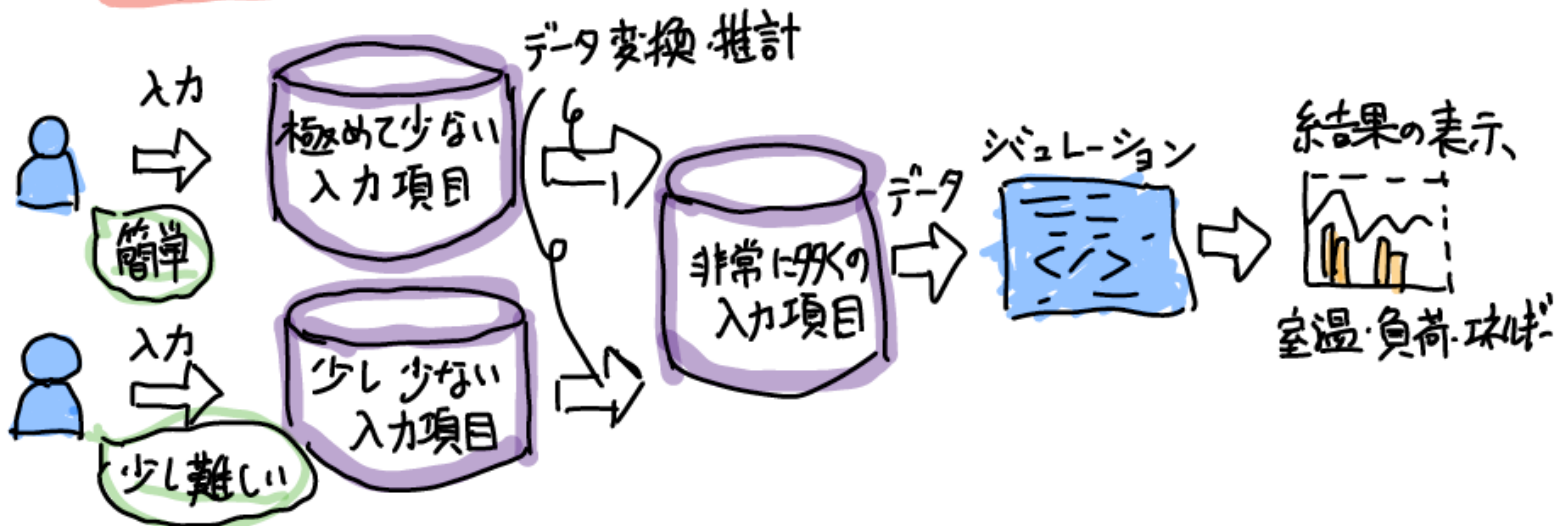 データ変換・推計
入力
極めて少ない
入力項目
簡単
入力
少し少ない
入力項目
少し難しい
非常に多くの
入力項目
データ
シミュレーション
</>
結果の表示、
室温・負荷・エネルギー